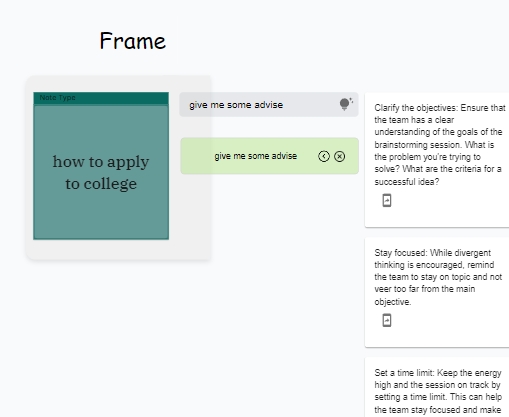 Frame
Note Type
how to apply
to college
give me some advise
give me some advise
Clarify the objectives: Ensure that
the team has a clear
understanding of the goals of the
brainstorming session. What is
the problem you're trying to
solve? What are the criteria for a
successful idea?
Stay focused: While divergent
thinking is encouraged, remind
the team to stay on topic and not
veer too far from the main
objective.
Set a time limit: Keep the energy
high and the session on track by
setting a time limit. This can help
the team stay focused and make